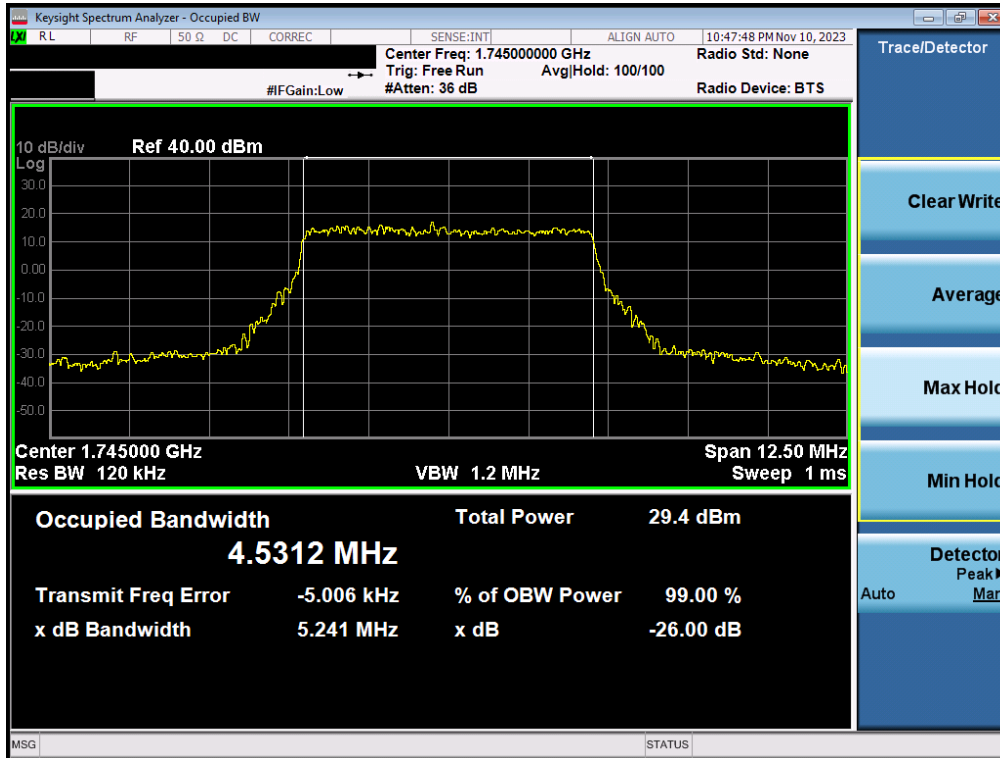 Keysight Spectrum Analyzer - Occupied BW
LXI RL RF 50 Ω DC CORREC SENSE:INT ALIGN AUTO 10:47:48 PM Nov 10, 2023
Center Freq: 1.745000000 GHz Radio Std: None
Trig: Free Run Avg|Hold: 100/100
#IFGain:Low #Atten: 36 dB Radio Device: BTS
Trace/Detector
10 dB/div Ref 40.00 dBm
Log
30.0
20.0
10.0
0.00
-10.0
-20.0
-30.0
-40.0
-50.0
Center 1.745000 GHz Span 12.50 MHz
Res BW 120 kHz VBW 1.2 MHz Sweep 1 ms
Occupied Bandwidth Total Power 29.4 dBm
4.5312 MHz
Transmit Freq Error -5.006 kHz % of OBW Power 99.00 %
x dB Bandwidth 5.241 MHz x dB -26.00 dB
Clear Write
Average
Max Hold
Min Hold
Detector
Peak
Auto Man
MSG STATUS